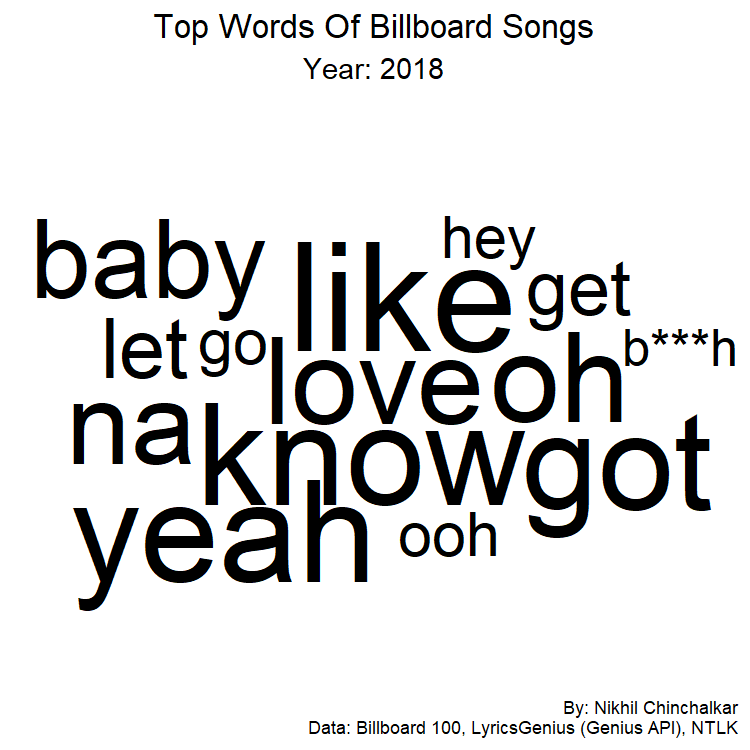 Top Words Of Billboard Songs
Year: 2018
hey
baby
like
get
let
go
b***h
love
oh
na
know
got
yeah
ooh
By: Nikhil Chinchalkar
Data: Billboard 100, LyricsGenius (Genius API), NTLK